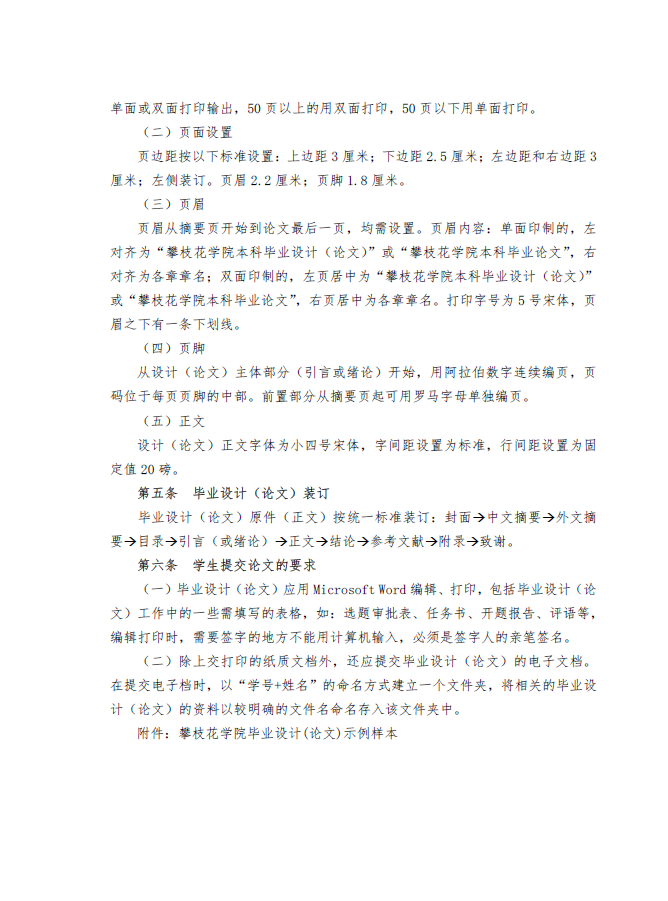 单面或双面打印输出，50 页以上的用双面打印，50 页以下用单面打印。
（二）页面设置
页边距按以下标准设置：上边距 3 厘米；下边距 2.5 厘米；左边距和右边距 3
厘米；左侧装订。页眉 2.2 厘米；页脚 1.8 厘米。
（三）页眉
页眉从摘要页开始到论文最后一页，均需设置。页眉内容：单面印制的，左
对齐为“攀枝花学院本科毕业设计（论文）”或“攀枝花学院本科毕业论文”，右
对齐为各章章名；双面印制的，左页居中为“攀枝花学院本科毕业设计（论文）”
或“攀枝花学院本科毕业论文”，右页居中为各章章名。打印字号为 5 号宋体，页
眉之下有一条下划线。
（四）页脚
从设计（论文）主体部分（引言或绪论）开始，用阿拉伯数字连续编页，页
码位于每页页脚的中部。前置部分从摘要页起可用罗马字母单独编页。
（五）正文
设计（论文）正文字体为小四号宋体，字间距设置为标准，行间距设置为固
定值 20 磅。
第五条　毕业设计（论文）装订
毕业设计（论文）原件（正文）按统一标准装订：封面→中文摘要→外文摘
要→目录→引言（或绪论）→正文→结论→参考文献→附录→致谢。
第六条　学生提交论文的要求
（一）毕业设计（论文）应用 Microsoft Word 编辑、打印，包括毕业设计（论
文）工作中的一些需填写的表格，如：选题审批表、任务书、开题报告、评语等，
编辑打印时，需要签字的地方不能用计算机输入，必须是签字人的亲笔签名。
（二）除上交打印的纸质文档外，还应提交毕业设计（论文）的电子文档。
在提交电子档时，以“学号+姓名”的命名方式建立一个文件夹，将相关的毕业设
计（论文）的资料以较明确的文件名命名存入该文件夹中。
附件：攀枝花学院毕业设计(论文)示例样本